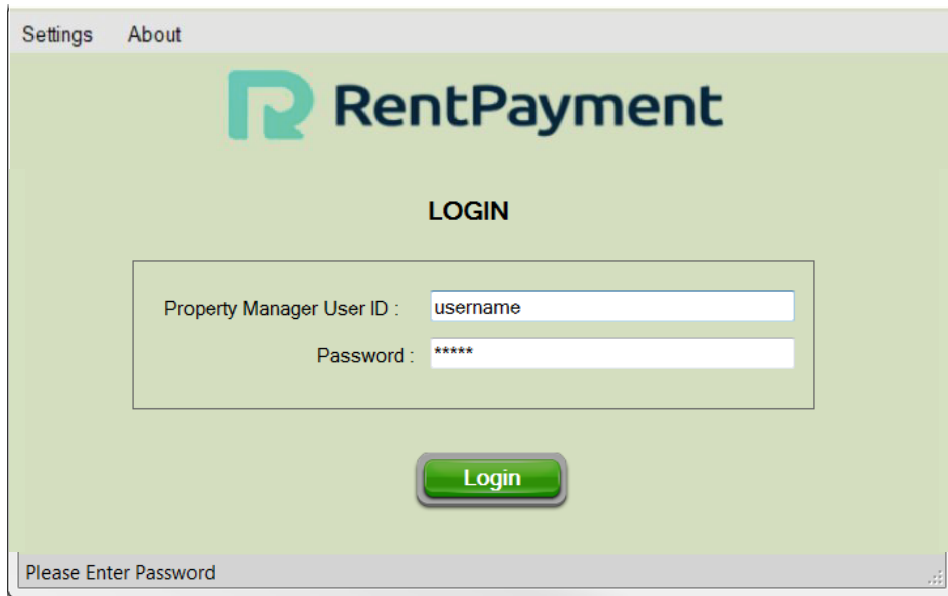 Settings About
RentPayment
LOGIN
Property Manager User ID : username
Password : *****
Login
Please Enter Password